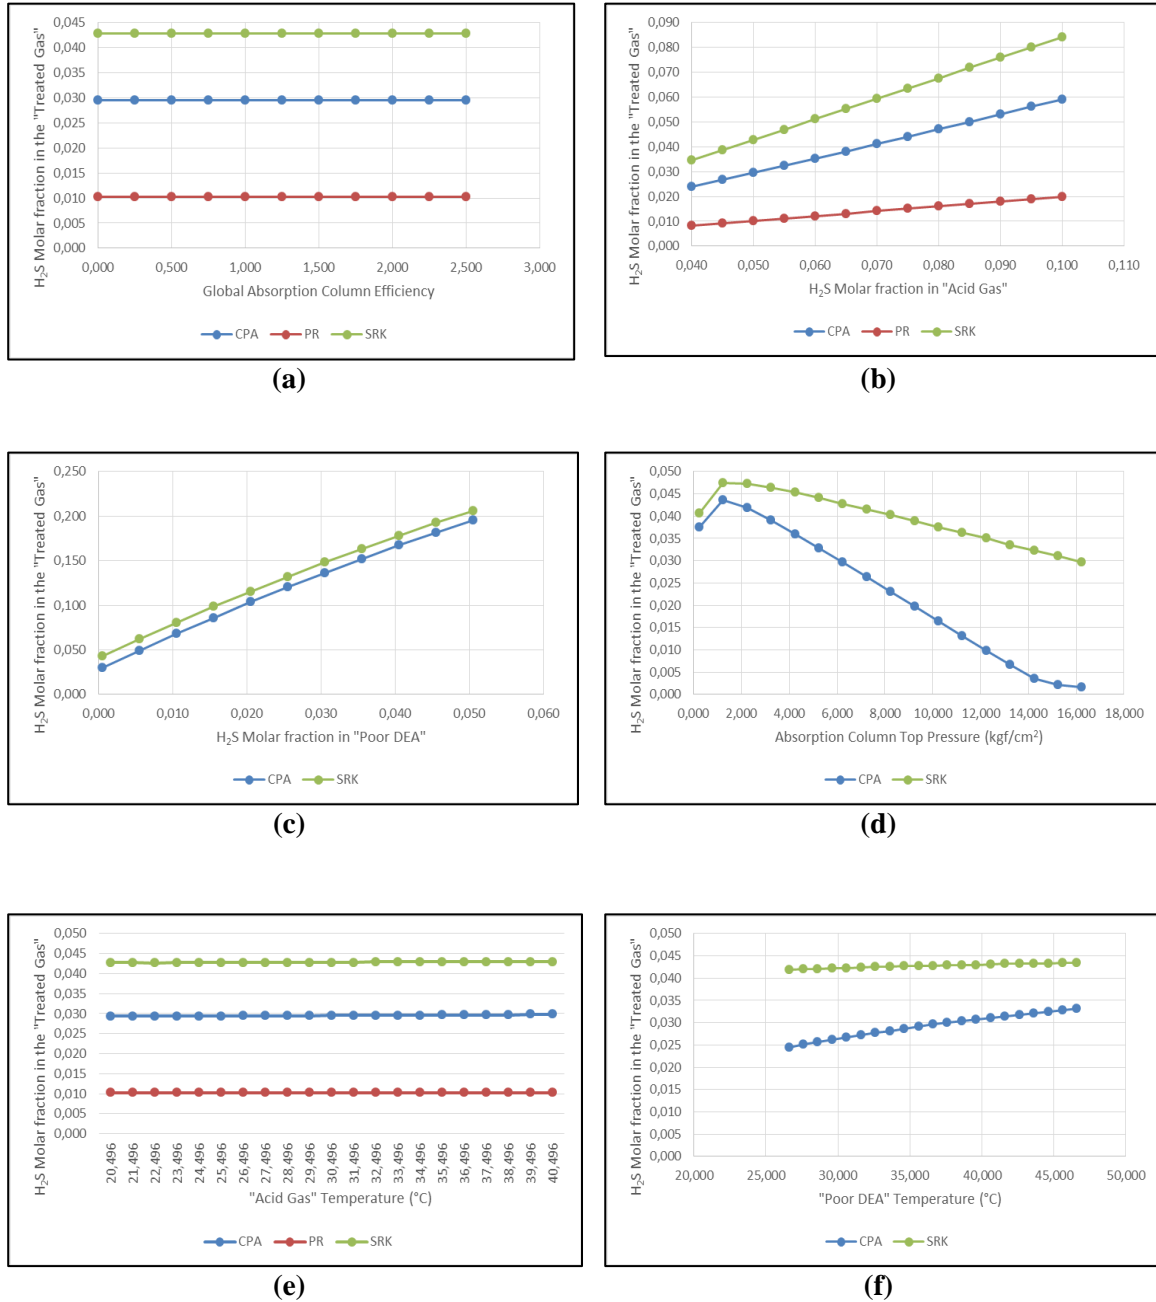 H₂S Molar fraction in the "Treated Gas"
0,045
0,040
0,035
0,030
0,025
0,020
0,015
0,010
0,005
0,000
0,000 0,500 1,000 1,500 2,000 2,500 3,000
Global Absorption Column Efficiency
CPA PR SRK
(a)
H₂S Molar fraction in the "Treated Gas"
0,090
0,080
0,070
0,060
0,050
0,040
0,030
0,020
0,010
0,000
0,040 0,050 0,060 0,070 0,080 0,090 0,100 0,110
H₂S Molar fraction in "Acid Gas"
CPA PR SRK
(b)
H₂S Molar fraction in the "Treated Gas"
0,250
0,200
0,150
0,100
0,050
0,000
0,000 0,010 0,020 0,030 0,040 0,050 0,060
H₂S Molar fraction in "Poor DEA"
CPA SRK
(c)
H₂S Molar fraction in the "Treated Gas"
0,050
0,045
0,040
0,035
0,030
0,025
0,020
0,015
0,010
0,005
0,000
0,000 2,000 4,000 6,000 8,000 10,000 12,000 14,000 16,000 18,000
Absorption Column Top Pressure (kgf/cm²)
CPA SRK
(d)
H₂S Molar fraction in the "Treated Gas"
0,050
0,045
0,040
0,035
0,030
0,025
0,020
0,015
0,010
0,005
0,000
20,496 21,496 22,496 23,496 24,496 25,496 26,496 27,496 28,496 29,496 30,496 31,496 32,496 33,496 34,496 35,496 36,496 37,496 38,496 39,496 40,496
"Acid Gas" Temperature (°C)
CPA PR SRK
(e)
H₂S Molar fraction in the "Treated Gas"
0,050
0,045
0,040
0,035
0,030
0,025
0,020
0,015
0,010
0,005
0,000
20,000 25,000 30,000 35,000 40,000 45,000 50,000
"Poor DEA" Temperature (°C)
CPA SRK
(f)